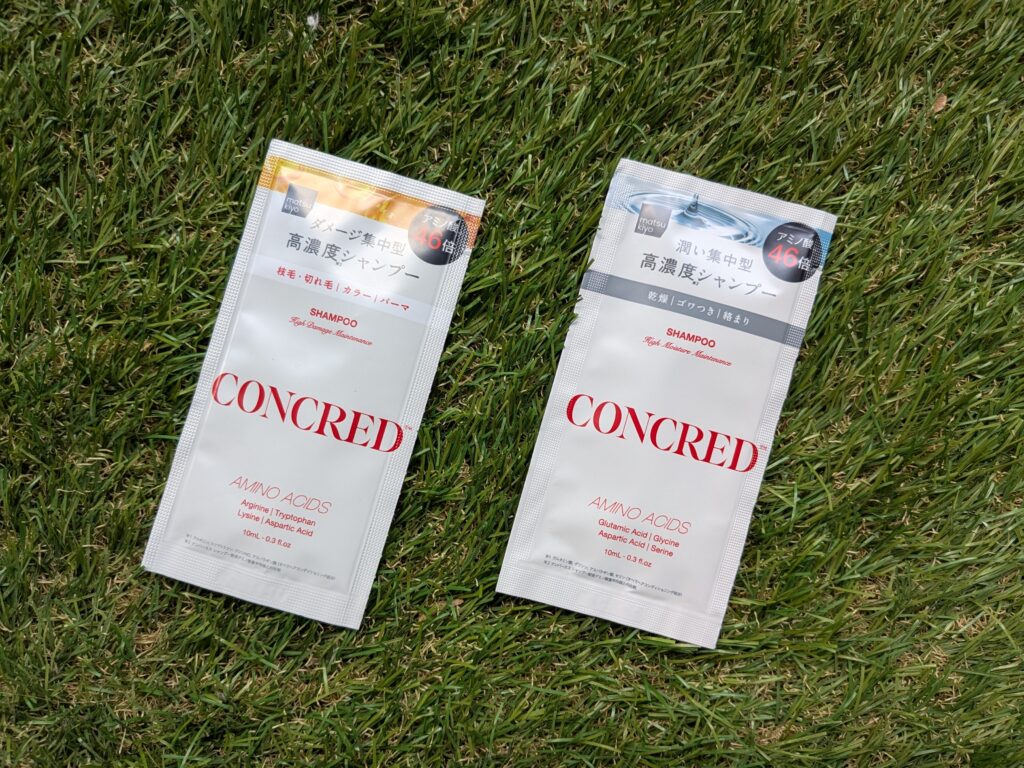 matsu
kiyo
アミノ酸
46倍
ダメージ集中型
高濃度シャンプー
枝毛・切れ毛 | カラー | パーマ
SHAMPOO
High Damage Maintenance
CONCRED™
AMINO ACIDS
Arginine | Tryptophan
Lysine | Aspartic Acid
10mL - 0.3 fl.oz
matsu
kiyo
アミノ酸
46倍
潤い集中型
高濃度シャンプー
乾燥 | ゴワつき | 絡まり
SHAMPOO
High Moisture Maintenance
CONCRED™
AMINO ACIDS
Glutamic Acid | Glycine
Aspartic Acid | Serine
10mL - 0.3 fl.oz